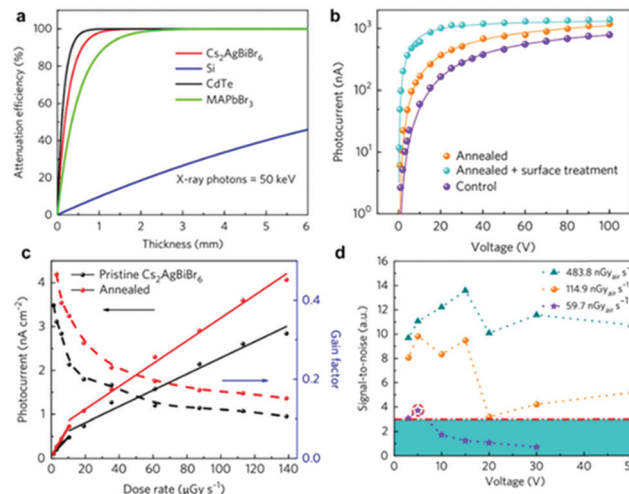 a
Attenuation efficiency (%)
100
80
60
40
20
0
Cs₂AgBiBr₆
Si
CdTe
MAPbBr₃
X-ray photons = 50 keV
0 1 2 3 4 5 6
Thickness (mm)
b
Photocurrent (nA)
10³
10²
10¹
10⁰
Annealed
Annealed + surface treatment
Control
0 20 40 60 80 100
Voltage (V)
c
Photocurrent (nA cm⁻²)
4
3
2
1
0
Pristine Cs₂AgBiBr₆
Annealed
0.4
0.2
0.0
Gain factor
0 20 40 60 80 100 120 140
Dose rate (μGy s⁻¹)
d
Signal-to-noise (a.u.)
16
14
12
10
8
6
4
2
0
483.8 nGyₐᵢᵣ s⁻¹
114.9 nGyₐᵢᵣ s⁻¹
59.7 nGyₐᵢᵣ s⁻¹
0 10 20 30 40 50
Voltage (V)